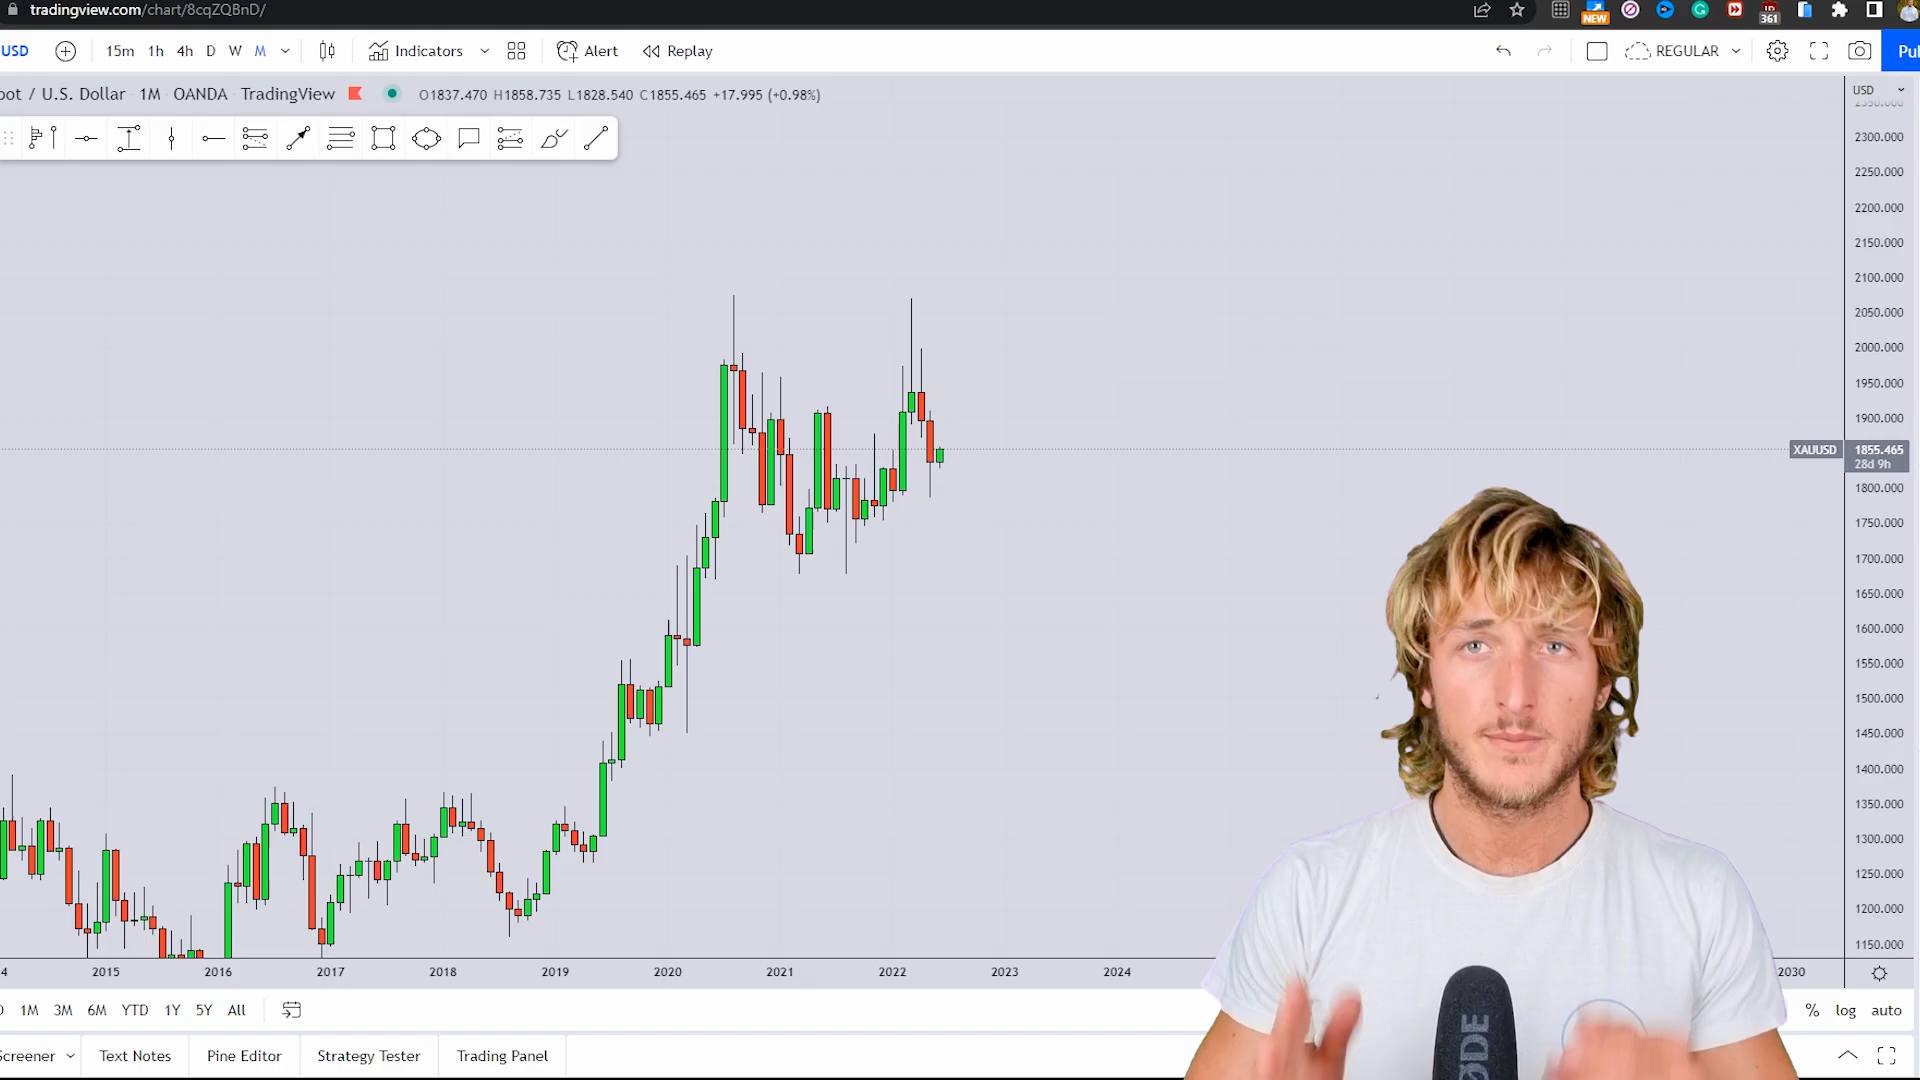 tradingview.com/chart/8cqZQBnD/
NEW
361
USD
15m 1h 4h D W M
Indicators
Alert
Replay
REGULAR
/ U.S. Dollar 1M OANDA TradingView
O1837.470 H1858.735 L1828.540 C1855.465 +17.995 (+0.98%)
USD
2300.000
2250.000
2200.000
2150.000
2100.000
2050.000
2000.000
1950.000
1900.000
XAUUSD 1855.465
28d 9h
1800.000
1750.000
1700.000
1650.000
1600.000
1550.000
1500.000
1450.000
1400.000
1350.000
1300.000
1250.000
1200.000
1150.000
4 2015 2016 2017 2018 2019 2020 2021 2022 2023 2024 2030
1M 3M 6M YTD 1Y 5Y All
% log auto
Screener Text Notes Pine Editor Strategy Tester Trading Panel
RØDE